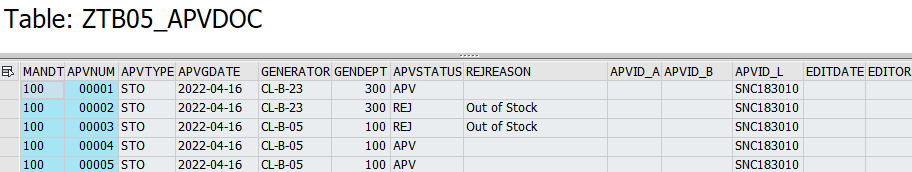 Table: ZTB05_APVDOC
MANDT APVNUM APVTYPE APVGDATE GENERATOR GENDEPT APVSTATUS REJREASON APVID_A APVID_B APVID_L EDITDATE EDITOR
100 00001 STO 2022-04-16 CL-B-23 300 APV SNC183010
100 00002 STO 2022-04-16 CL-B-23 300 REJ Out of Stock SNC183010
100 00003 STO 2022-04-16 CL-B-05 100 REJ Out of Stock SNC183010
100 00004 STO 2022-04-16 CL-B-05 100 APV SNC183010
100 00005 STO 2022-04-16 CL-B-05 100 APV SNC183010